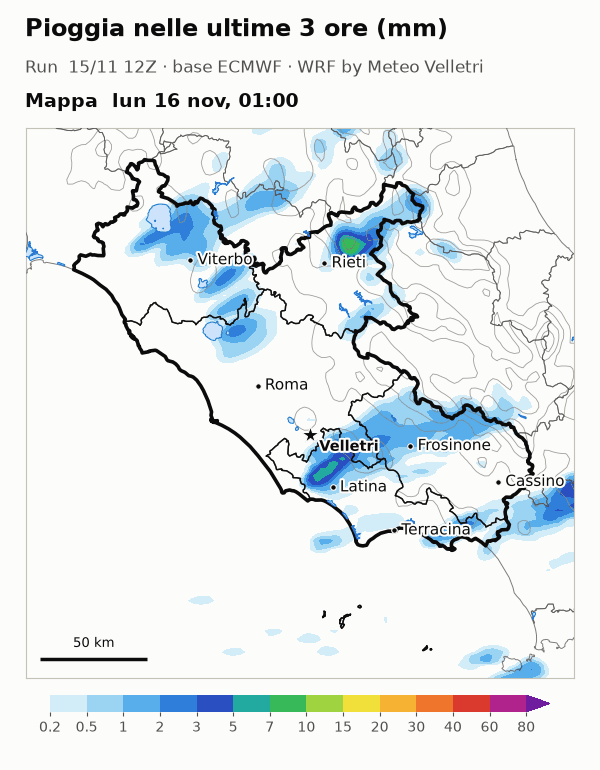 Pioggia nelle ultime 3 ore (mm)
Run  15/11 12Z · base ECMWF · WRF by Meteo Velletri
Mappa  lun 16 nov, 01:00
Viterbo
Rieti
Roma
Velletri
Frosinone
Latina
Cassino
Terracina
50 km
0.2 0.5 1 2 3 5 7 10 15 20 30 40 60 80